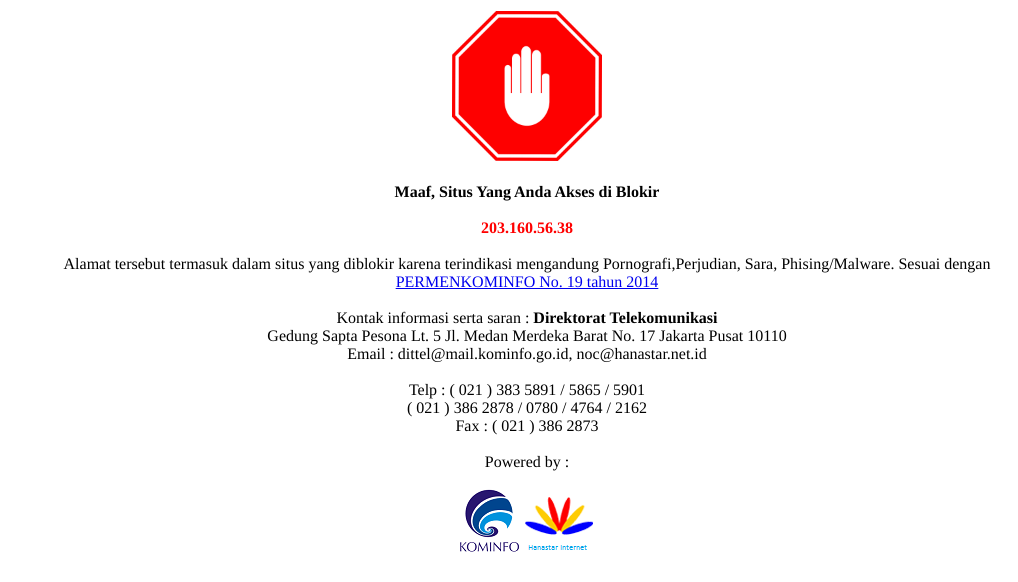 Maaf, Situs Yang Anda Akses di Blokir
203.160.56.38
Alamat tersebut termasuk dalam situs yang diblokir karena terindikasi mengandung Pornografi,Perjudian, Sara, Phising/Malware. Sesuai dengan
PERMENKOMINFO No. 19 tahun 2014
Kontak informasi serta saran : Direktorat Telekomunikasi
Gedung Sapta Pesona Lt. 5 Jl. Medan Merdeka Barat No. 17 Jakarta Pusat 10110
Email : dittel@mail.kominfo.go.id, noc@hanastar.net.id
Telp : ( 021 ) 383 5891 / 5865 / 5901
( 021 ) 386 2878 / 0780 / 4764 / 2162
Fax : ( 021 ) 386 2873
Powered by :
KOMINFO
Hanastar Internet